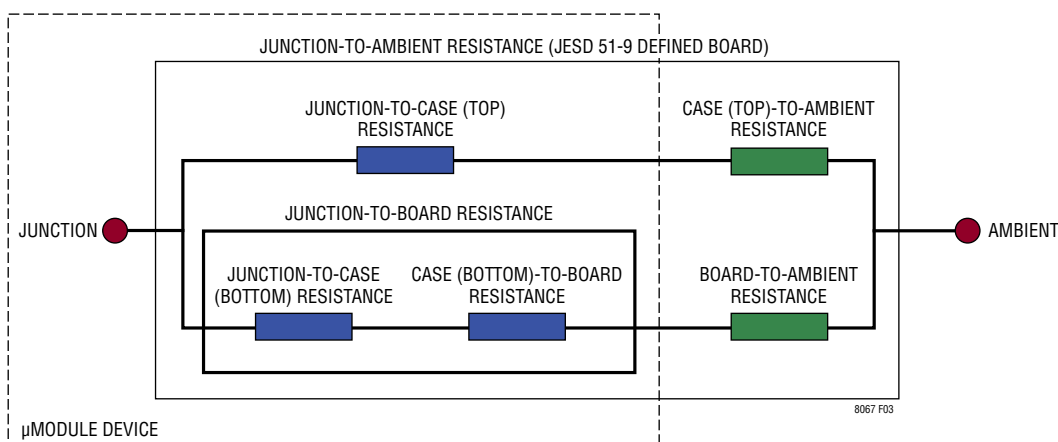 JUNCTION-TO-AMBIENT RESISTANCE (JESD 51-9 DEFINED BOARD)
JUNCTION-TO-CASE (TOP)
RESISTANCE
CASE (TOP)-TO-AMBIENT
RESISTANCE
JUNCTION-TO-BOARD RESISTANCE
JUNCTION
AMBIENT
JUNCTION-TO-CASE
(BOTTOM) RESISTANCE
CASE (BOTTOM)-TO-BOARD
RESISTANCE
BOARD-TO-AMBIENT
RESISTANCE
8067 F03
µMODULE DEVICE